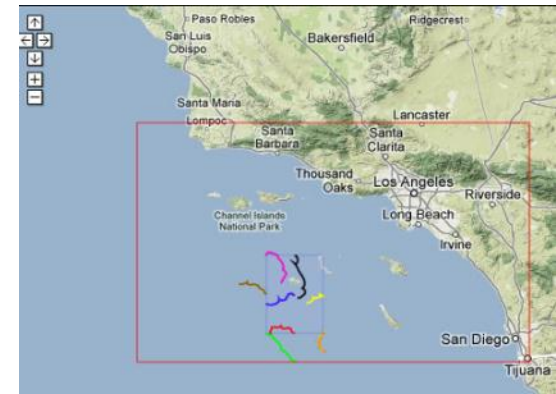 Paso Robles
Ridgecrest
San Luis
Obispo
Bakersfield
Santa Maria
Lompoc
Lancaster
Santa
Barbara
Santa
Clarita
Thousand
Oaks
Los Angeles
Riverside
Channel Islands
National Park
Long Beach
Irvine
San Diego
Tijuana